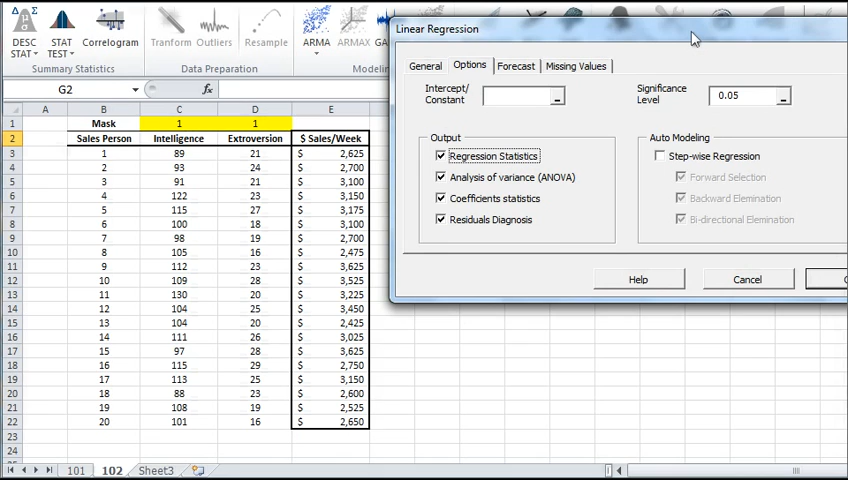 DESC STAT Correlogram Tranform Outliers Resample ARMA ARMAX
STAT TEST
Summary Statistics Data Preparation
G2 fx
Linear Regression
General Options Forecast Missing Values
Intercept/ Constant
Significance Level 0.05
Output
Regression Statistics
Analysis of variance (ANOVA)
Coefficients statistics
Residuals Diagnosis
Auto Modeling
Step-wise Regression
Forward Selection
Backward Elemination
Bi-directional Elemination
Help Cancel
A B C D E
1 Mask 1 1
2 Sales Person Intelligence Extroversion $ Sales/Week
3 1 89 21 $ 2,625
4 2 93 24 $ 2,700
5 3 91 21 $ 3,100
6 4 122 23 $ 3,150
7 5 115 27 $ 3,175
8 6 100 18 $ 3,100
9 7 98 19 $ 2,700
10 8 105 16 $ 2,475
11 9 112 23 $ 3,625
12 10 109 28 $ 3,525
13 11 130 20 $ 3,225
14 12 104 25 $ 3,450
15 13 104 20 $ 2,425
16 14 111 26 $ 3,025
17 15 97 28 $ 3,625
18 16 115 29 $ 2,750
19 17 113 25 $ 3,150
20 18 88 23 $ 2,600
21 19 108 19 $ 2,525
22 20 101 16 $ 2,650
23
24
101 102 Sheet3